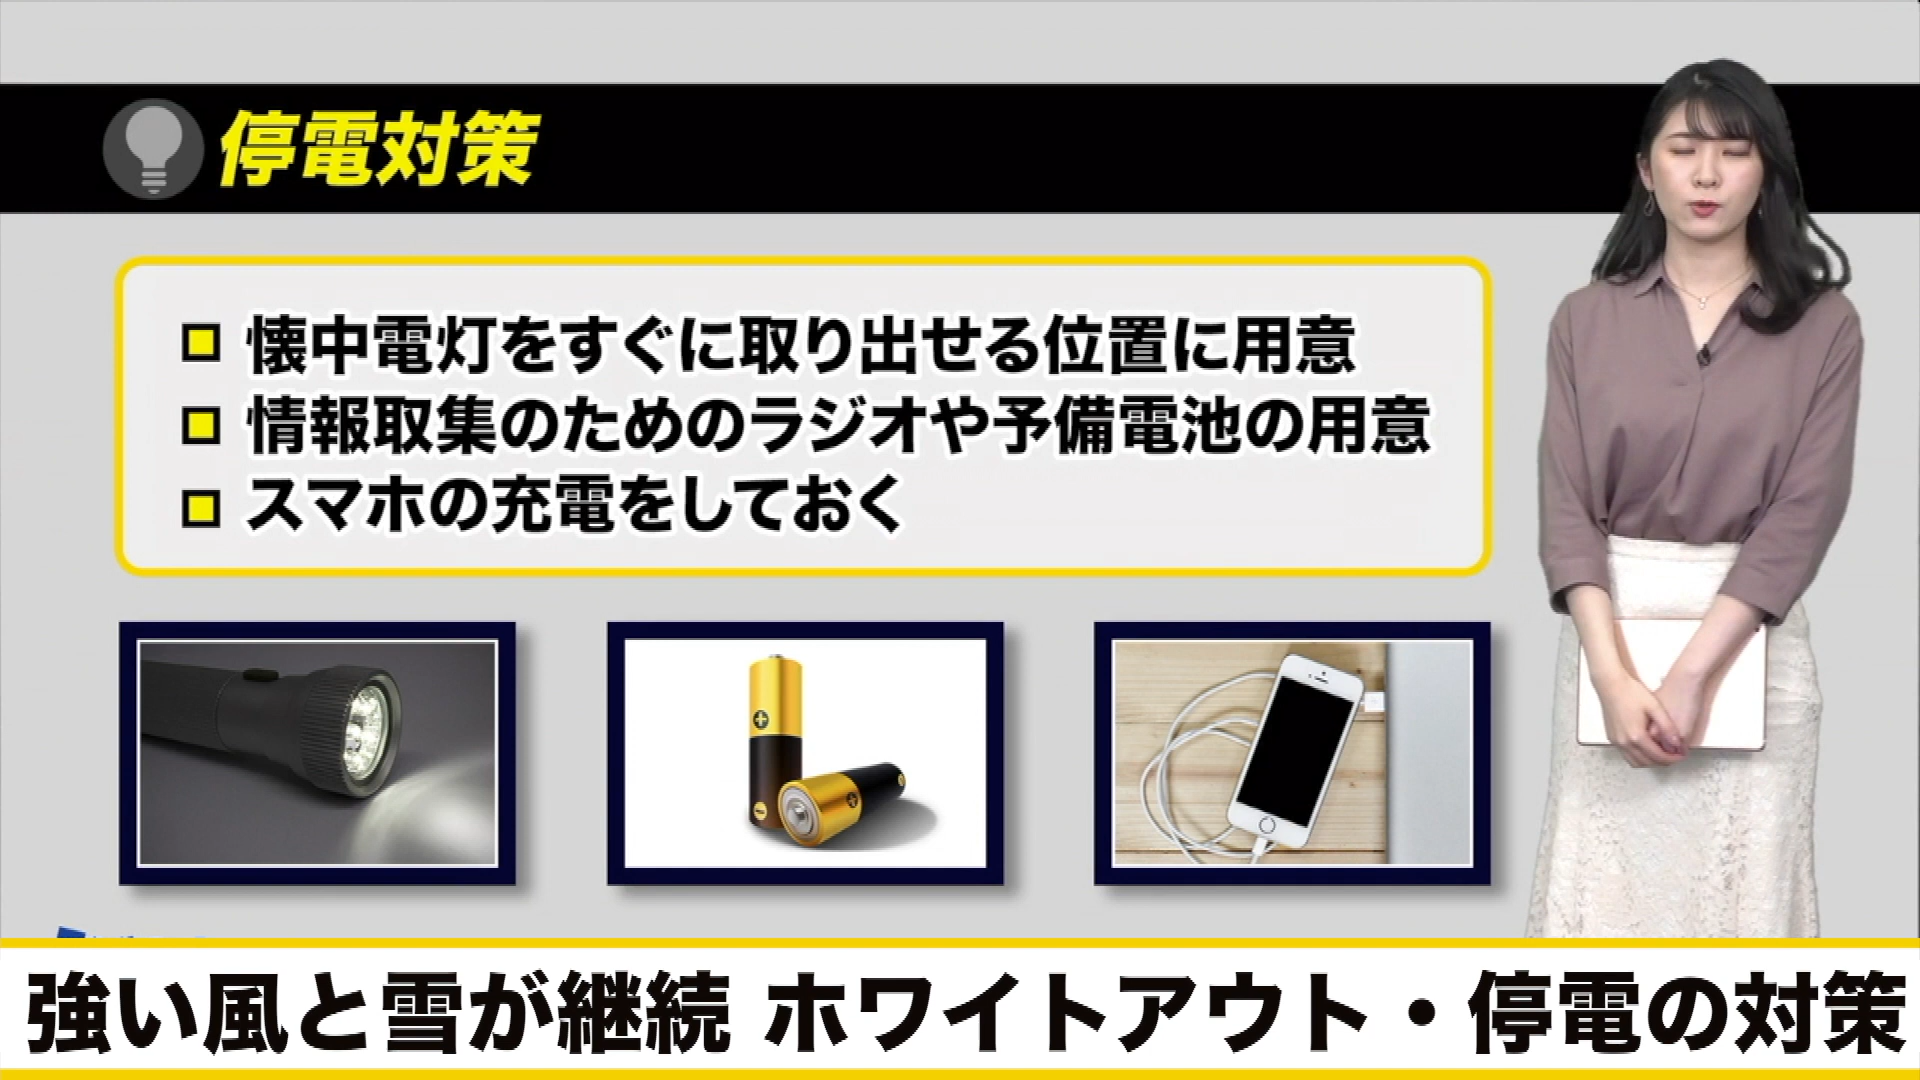 停電対策
懐中電灯をすぐに取り出せる位置に用意
情報取集のためのラジオや予備電池の用意
スマホの充電をしておく
強い風と雪が継続 ホワイトアウト・停電の対策